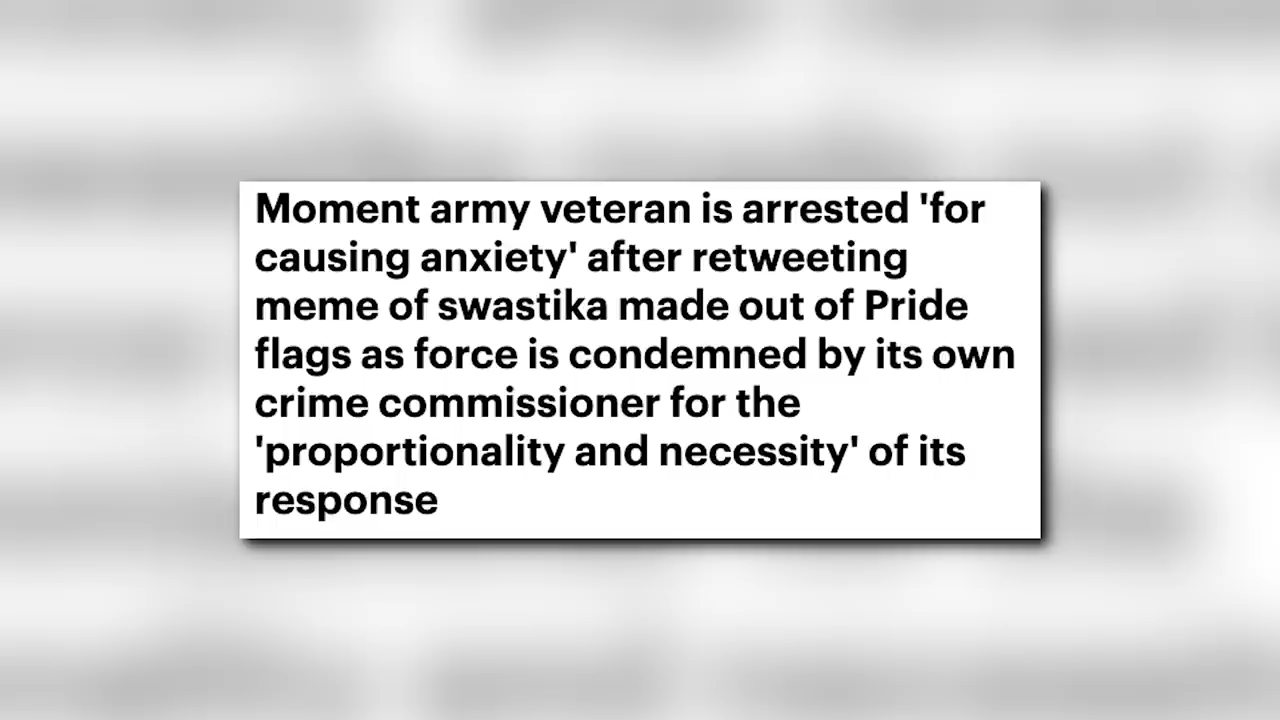 Moment army veteran is arrested 'for
causing anxiety' after retweeting
meme of swastika made out of Pride
flags as force is condemned by its own
crime commissioner for the
'proportionality and necessity' of its
response